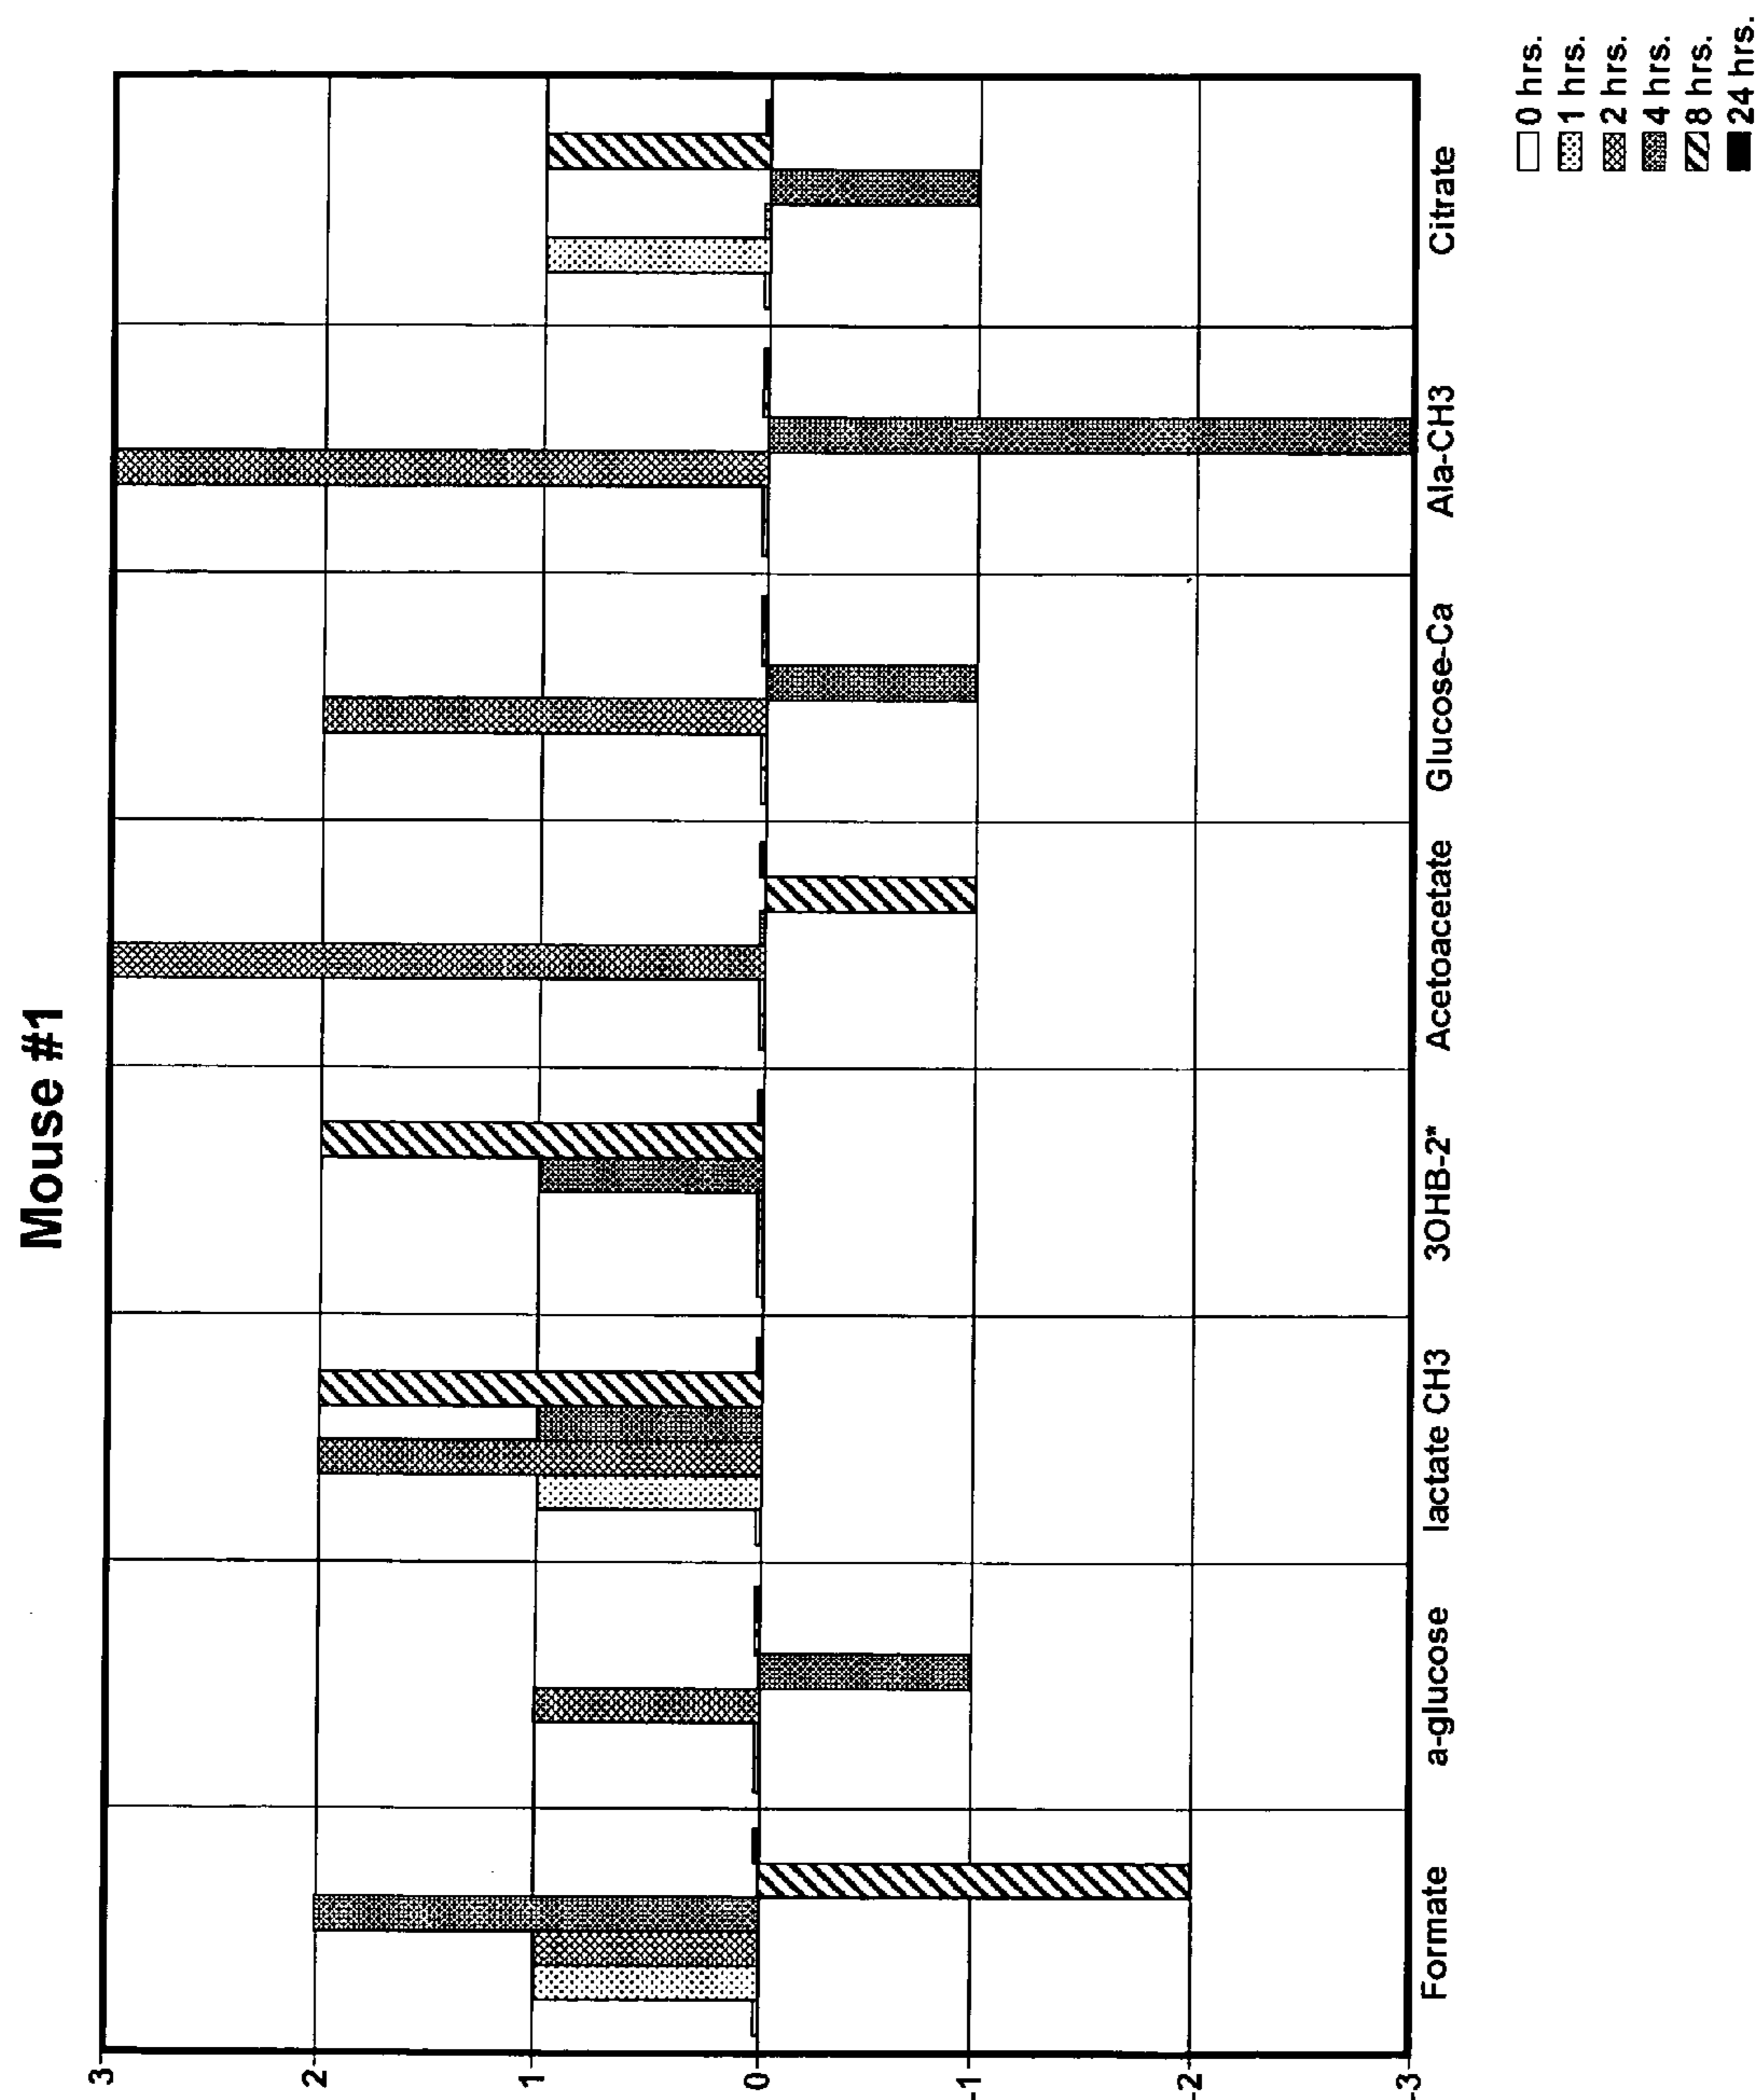 Mouse #1
3
2
1
0
-1
-2
-3
Formate
a-glucose
lactate CH3
3OHB-2*
Acetoacetate
Glucose-Ca
Ala-CH3
Citrate
0 hrs.
1 hrs.
2 hrs.
4 hrs.
8 hrs.
24 hrs.